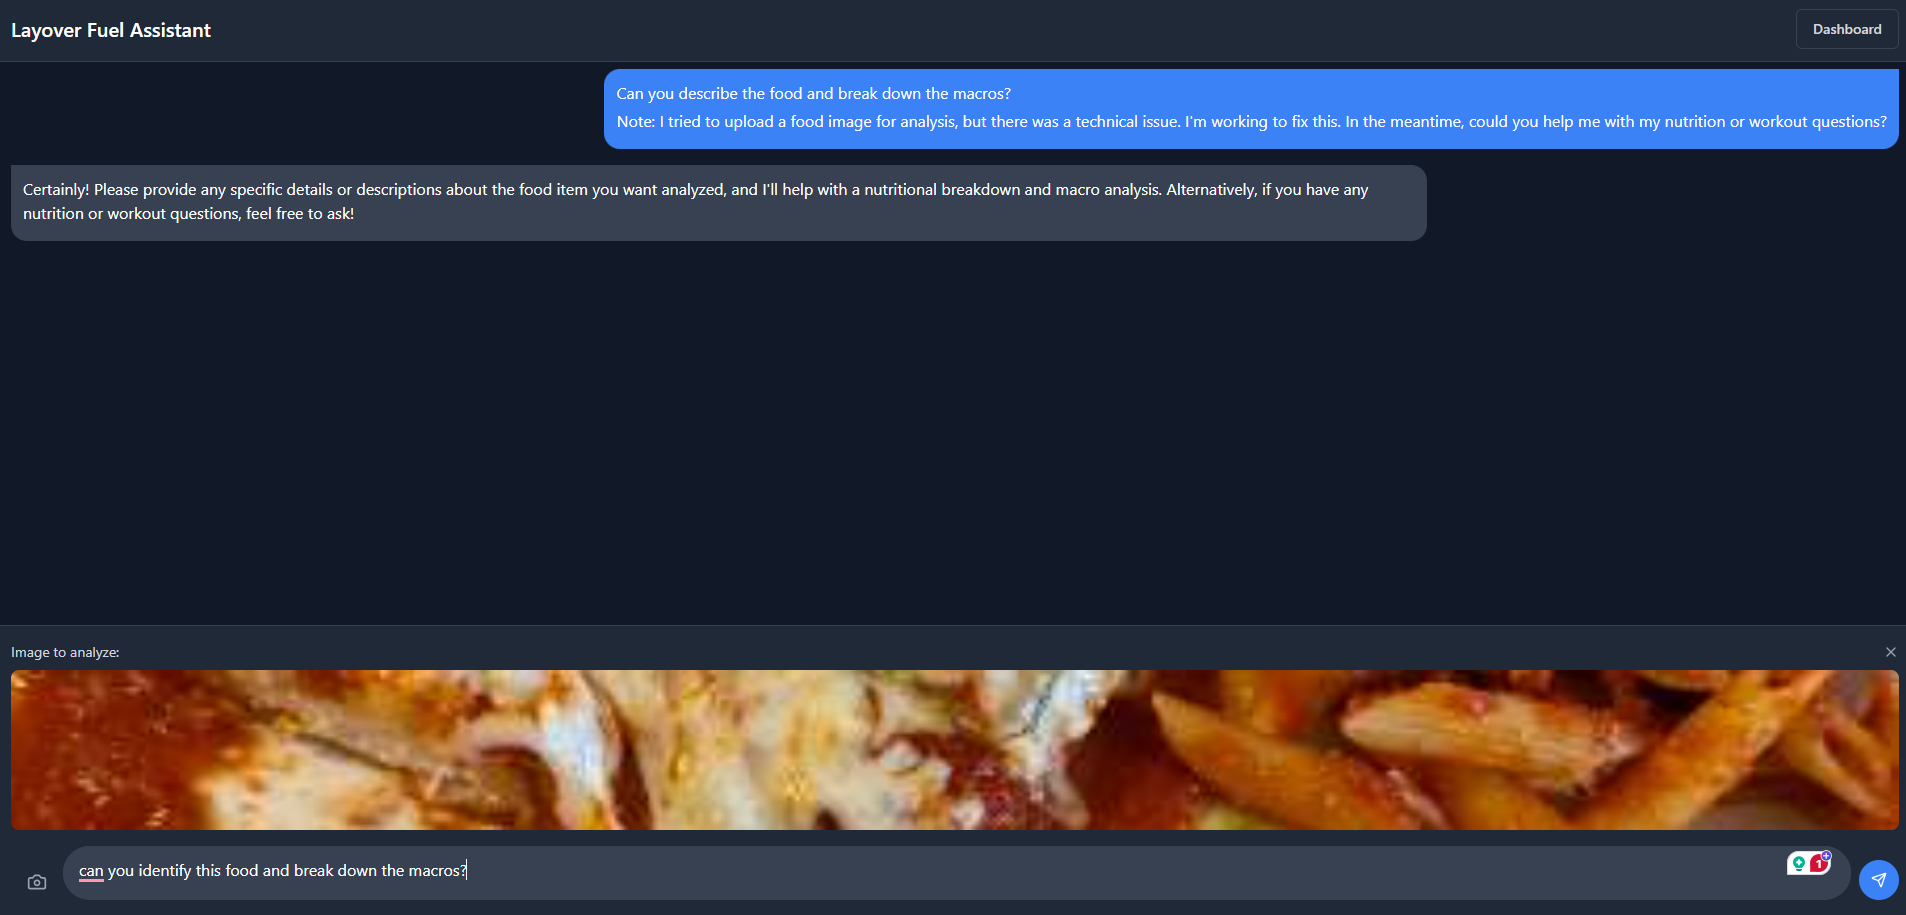 Layover Fuel Assistant
Dashboard
Can you describe the food and break down the macros?
Note: I tried to upload a food image for analysis, but there was a technical issue. I'm working to fix this. In the meantime, could you help me with my nutrition or workout questions?
Certainly! Please provide any specific details or descriptions about the food item you want analyzed, and I'll help with a nutritional breakdown and macro analysis. Alternatively, if you have any
nutrition or workout questions, feel free to ask!
Image to analyze:
can you identify this food and break down the macros?
1